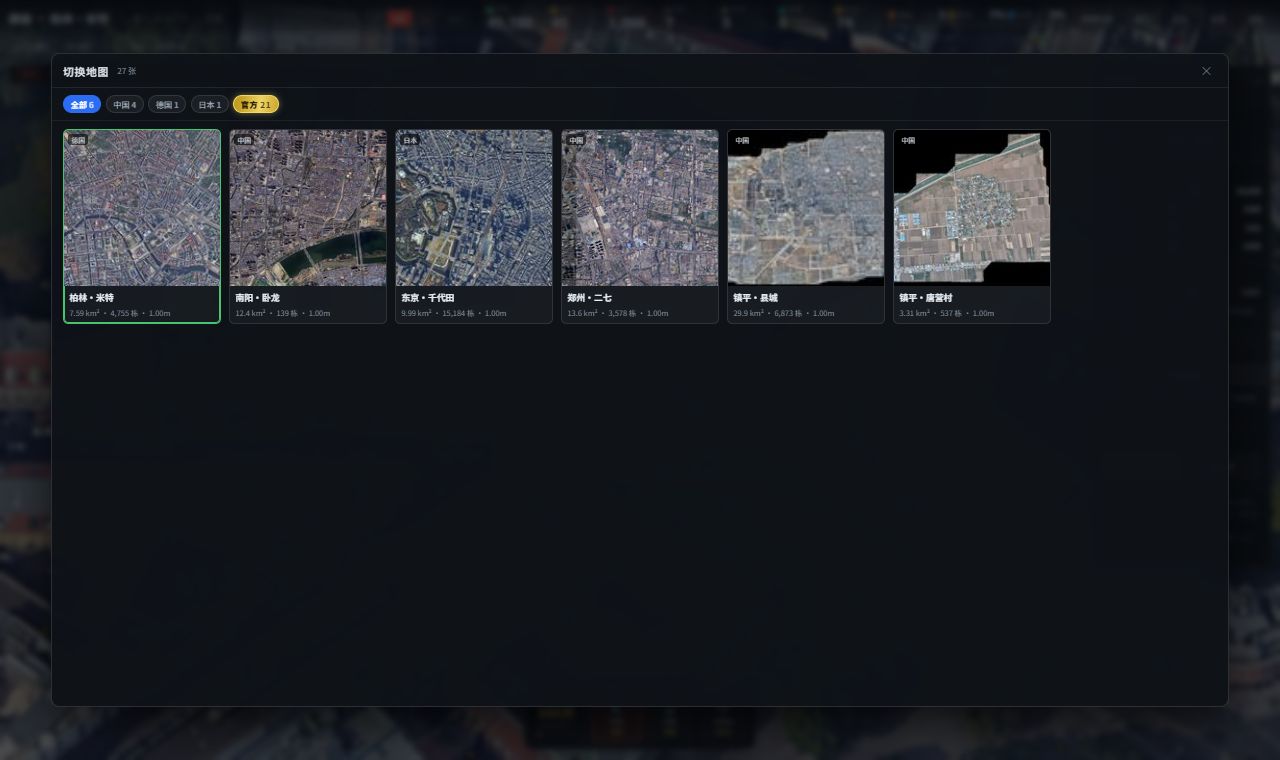 切换地图 27 张
全部 6 中国 4 德国 1 日本 1 官方 21
德国 中国 日本 中国 中国 中国
柏林·米特 南阳·卧龙 东京·千代田 郑州·二七 镇平·县城 镇平·唐营村
7.59 km² · 4,755 栋 · 1.00m 12.4 km² · 139 栋 · 1.00m 9.99 km² · 15,184 栋 · 1.00m 13.6 km² · 3,578 栋 · 1.00m 29.9 km² · 6,873 栋 · 1.00m 3.31 km² · 537 栋 · 1.00m